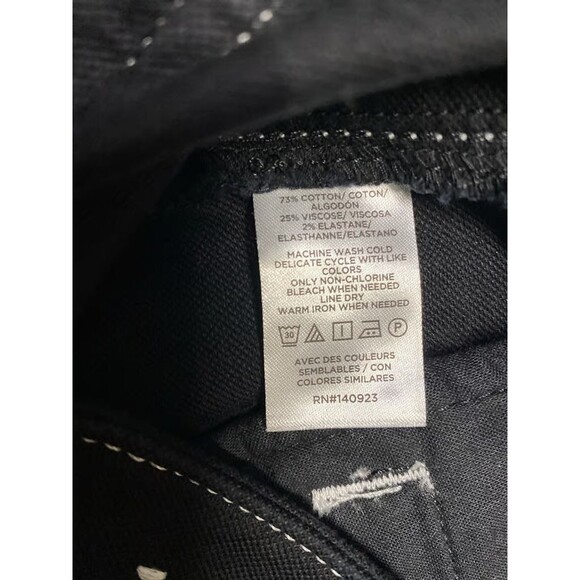 73% COTTON/ COTON/
ALGODÓN
25% VISCOSE/ VISCOSA
2% ELASTANE/
ELASTHANNE/ELASTANO
MACHINE WASH COLD
DELICATE CYCLE WITH LIKE
COLORS
ONLY NON-CHLORINE
BLEACH WHEN NEEDED
LINE DRY
WARM IRON WHEN NEEDED
30 P
AVEC DES COULEURS
SEMBLABLES / CON
COLORES SIMILARES
RN#140923